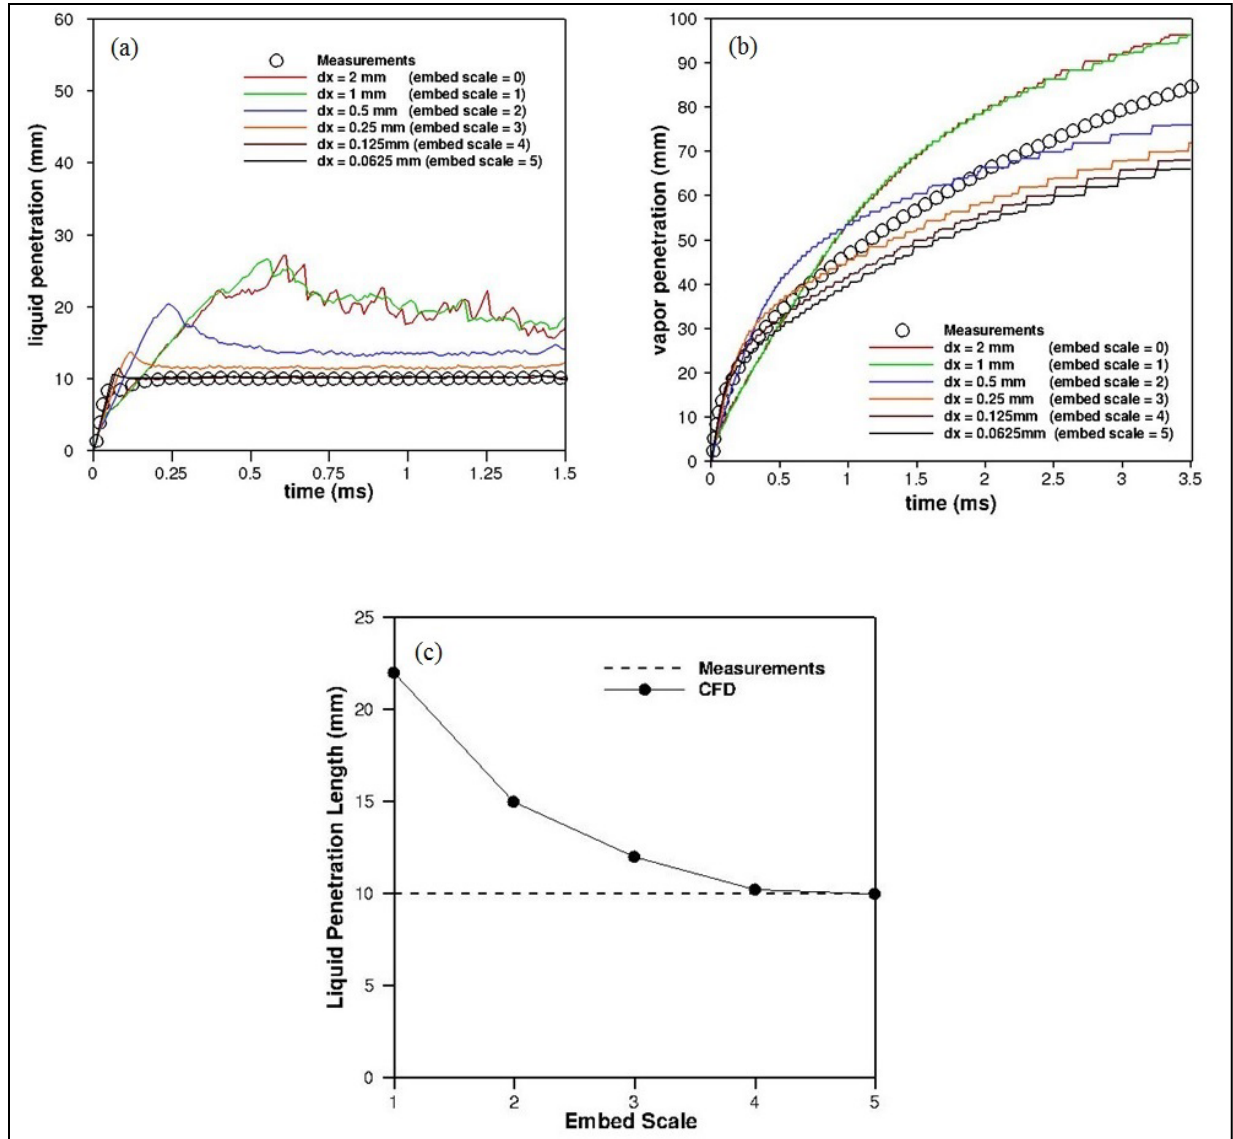 (a)
60
50
40
30
20
10
0
liquid penetration (mm)
Measurements
dx = 2 mm (embed scale = 0)
dx = 1 mm (embed scale = 1)
dx = 0.5 mm (embed scale = 2)
dx = 0.25 mm (embed scale = 3)
dx = 0.125mm (embed scale = 4)
dx = 0.0625 mm (embed scale = 5)
0 0.25 0.5 0.75 1 1.25 1.5
time (ms)
(b)
100
90
80
70
60
50
40
30
20
10
0
vapor penetration (mm)
Measurements
dx = 2 mm (embed scale = 0)
dx = 1 mm (embed scale = 1)
dx = 0.5 mm (embed scale = 2)
dx = 0.25 mm (embed scale = 3)
dx = 0.125mm (embed scale = 4)
dx = 0.0625mm (embed scale = 5)
0 0.5 1 1.5 2 2.5 3 3.5
time (ms)
(c)
25
20
15
10
5
0
Liquid Penetration Length (mm)
Measurements
CFD
1 2 3 4 5
Embed Scale